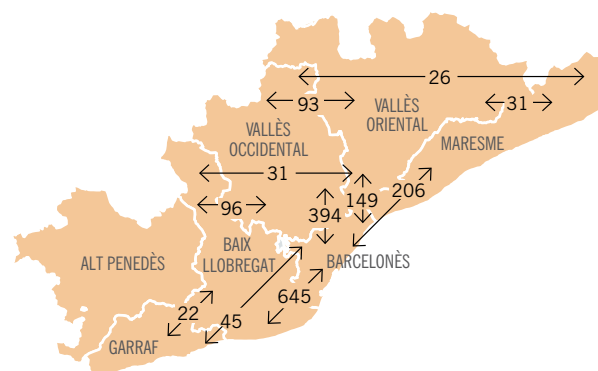 26
93
31
VALLÈS
ORIENTAL
VALLÈS
OCCIDENTAL
MARESME
31
206
149
96
394
BAIX
LLOBREGAT
BARCELONÈS
ALT PENEDÈS
645
22
45
GARRAF